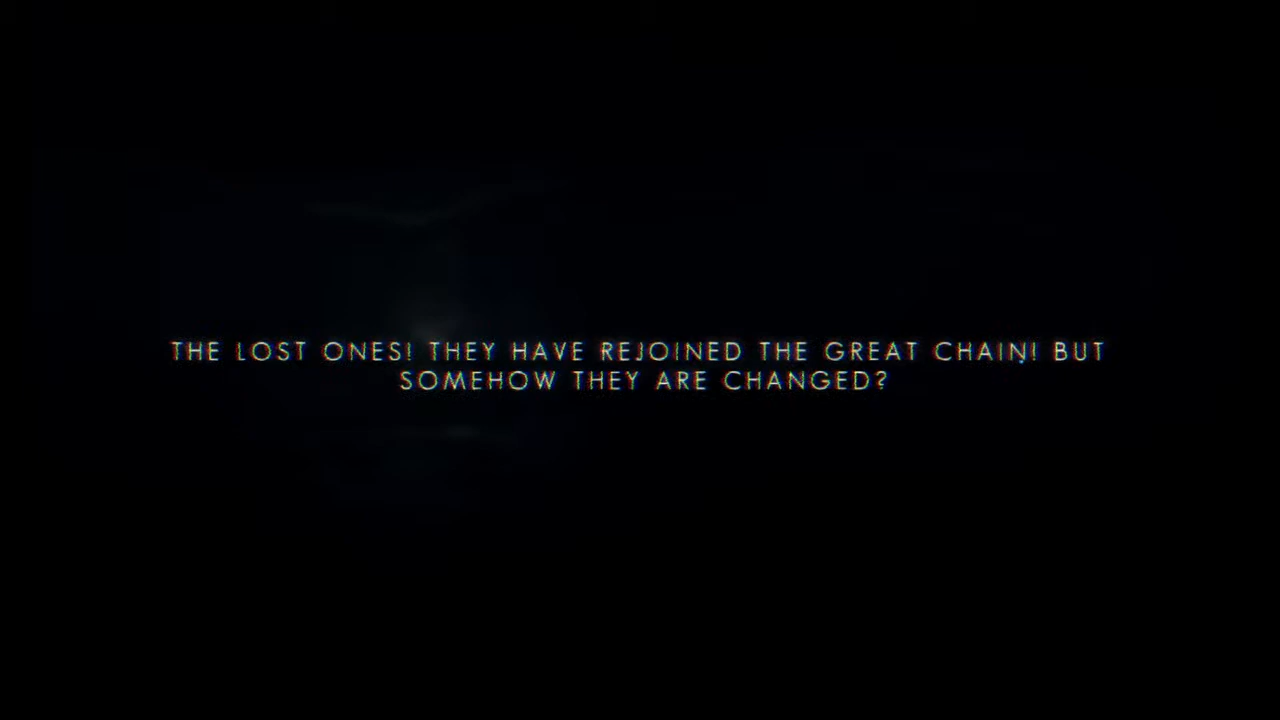 THE LOST ONES! THEY HAVE REJOINED THE GREAT CHAIN! BUT
SOMEHOW THEY ARE CHANGED?